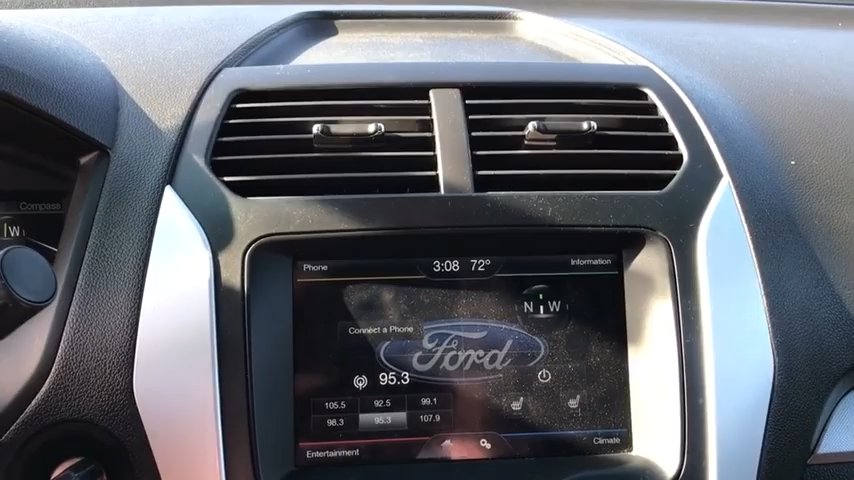 Compass
W
Phone
3:08 72°
Information
N W
Connect a Phone
Ford
95.3
105.5 92.5 99.1
98.3 95.3 107.9
Entertainment
Climate